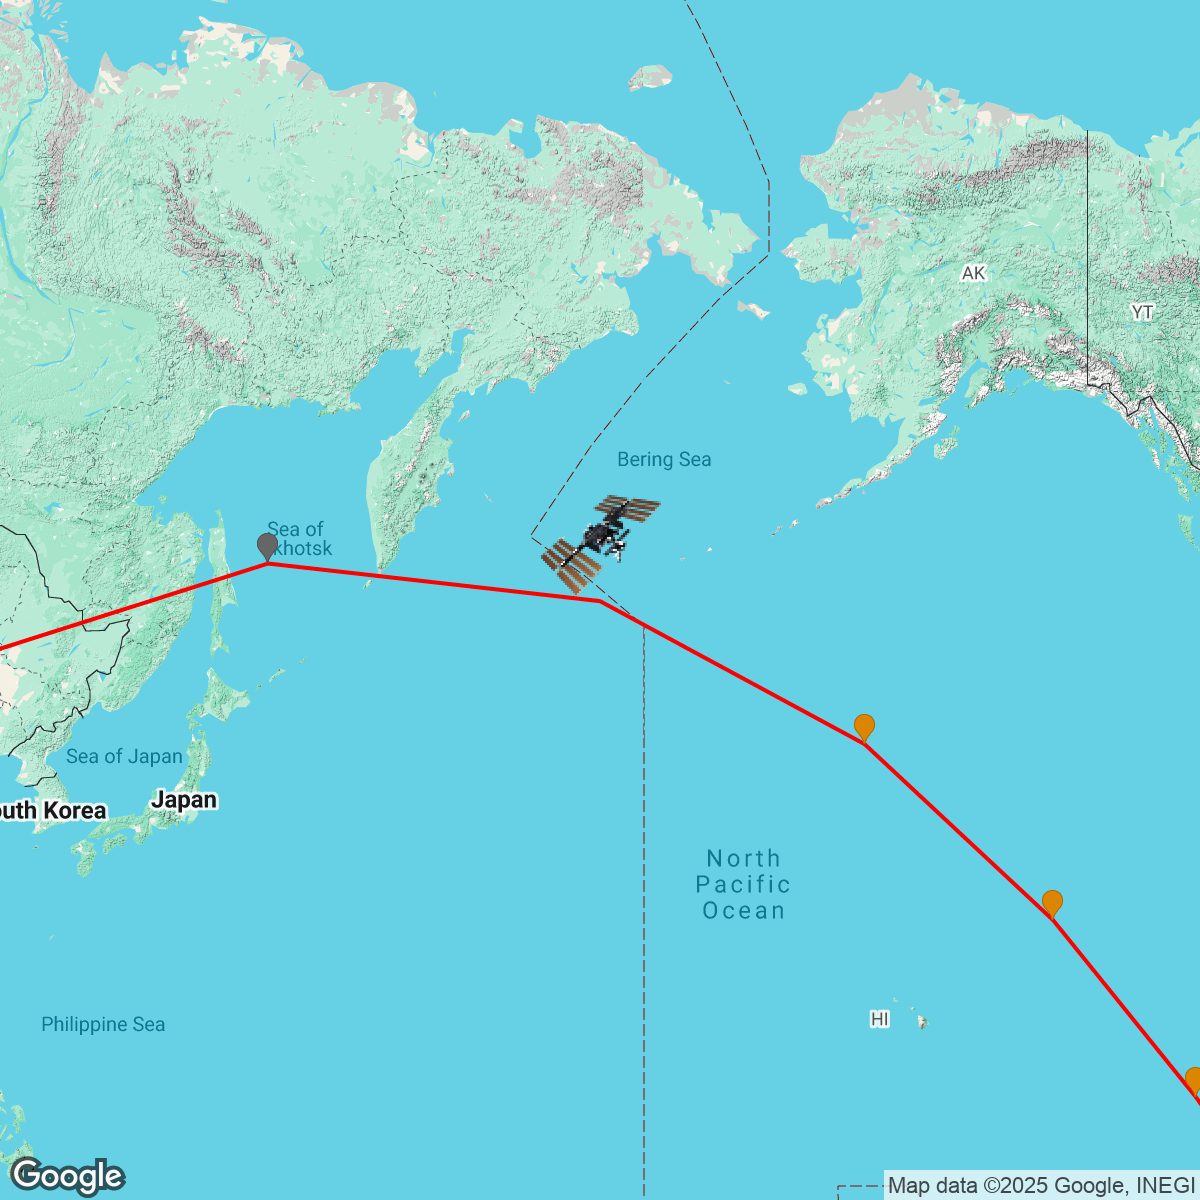 AK
YT
Bering Sea
Sea of
khotsk
Sea of Japan
Japan
outh Korea
North
Pacific
Ocean
HI
Philippine Sea
Google
Map data ©2025 Google, INEGI